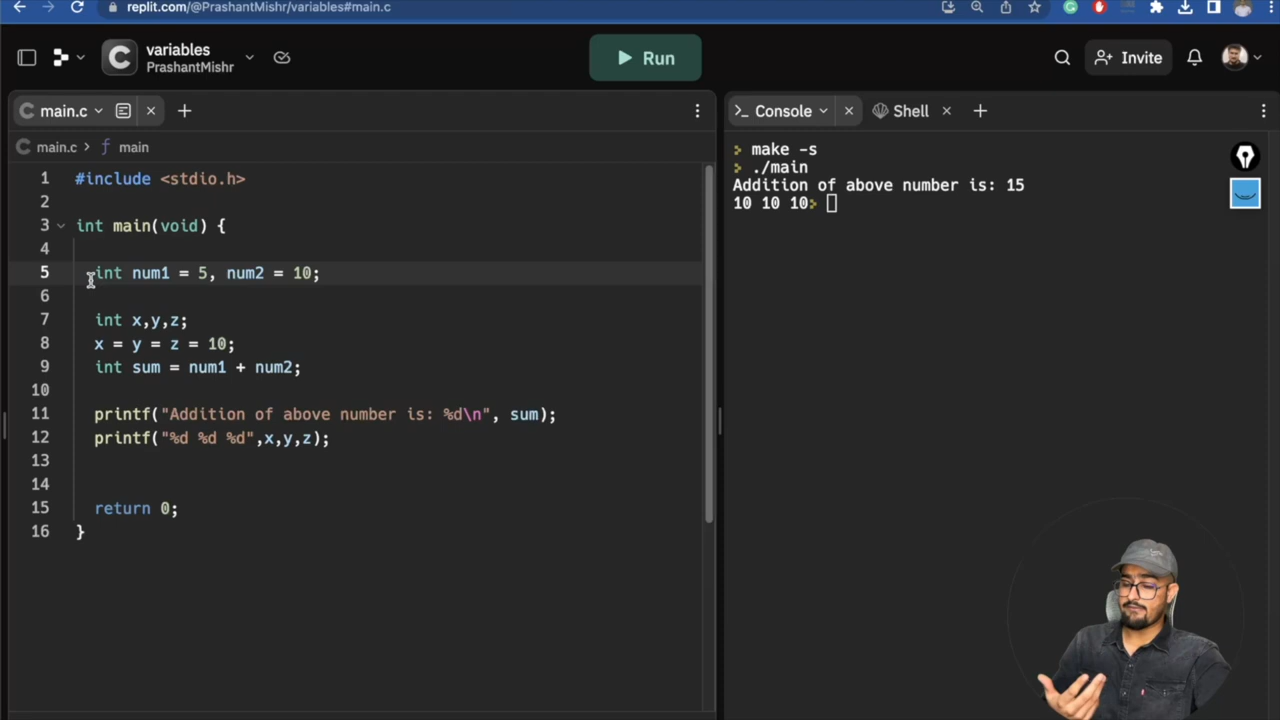 replit.com/@PrashantMishr/variables#main.c
C variables
PrashantMishr
Run
Invite
C main.c
main.c > f main
1 #include <stdio.h>
2
3 int main(void) {
4
5 int num1 = 5, num2 = 10;
6
7 int x,y,z;
8 x = y = z = 10;
9 int sum = num1 + num2;
10
11 printf("Addition of above number is: %d\n", sum);
12 printf("%d %d %d",x,y,z);
13
14
15 return 0;
16 }
>_ Console
Shell
> make -s
> ./main
Addition of above number is: 15
10 10 10>